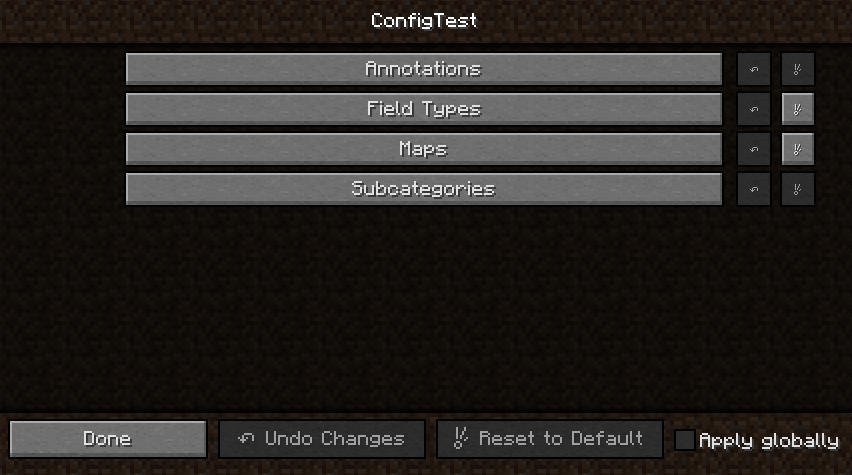 ConfigTest
Annotations
Field Types
Maps
Subcategories
Done
↶ Undo Changes
Reset to Default
Apply globally